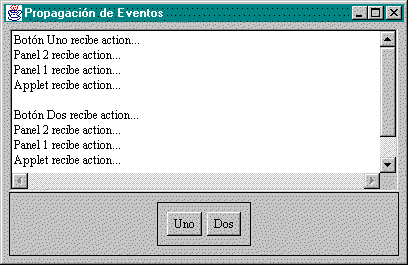 Propagación de Eventos
Botón Uno recibe action...
Panel 2 recibe action...
Panel 1 recibe action...
Applet recibe action...
Botón Dos recibe action...
Panel 2 recibe action...
Panel 1 recibe action...
Applet recibe action...
Uno Dos